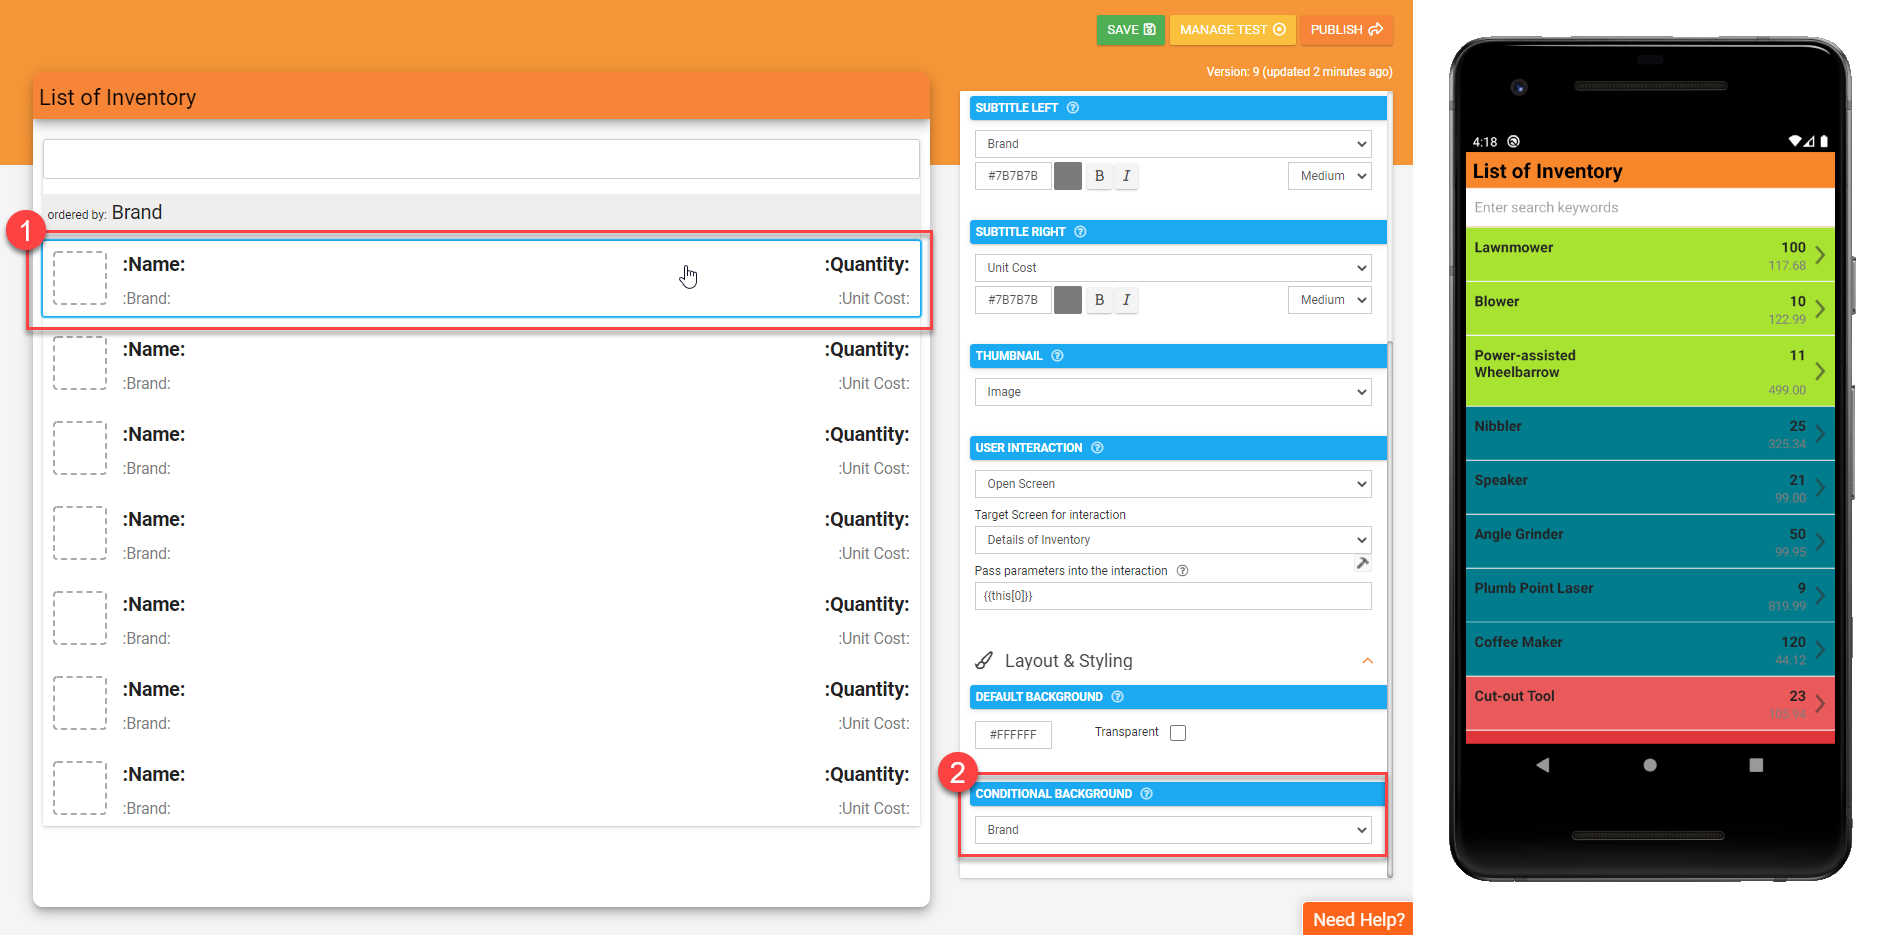 SAVE
MANAGE TEST
PUBLISH
Version: 9 (updated 2 minutes ago)
List of Inventory
ordered by: Brand
1
:Name: :Quantity:
:Brand: :Unit Cost:
:Name: :Quantity:
:Brand: :Unit Cost:
:Name: :Quantity:
:Brand: :Unit Cost:
:Name: :Quantity:
:Brand: :Unit Cost:
:Name: :Quantity:
:Brand: :Unit Cost:
:Name: :Quantity:
:Brand: :Unit Cost:
:Name: :Quantity:
:Brand: :Unit Cost:
SUBTITLE LEFT ?
Brand
#7B7B7B B I Medium
SUBTITLE RIGHT ?
Unit Cost
#7B7B7B B I Medium
THUMBNAIL ?
Image
USER INTERACTION ?
Open Screen
Target Screen for interaction
Details of Inventory
Pass parameters into the interaction ?
{{this[0]}}
Layout & Styling
DEFAULT BACKGROUND ?
#FFFFFF Transparent
2
CONDITIONAL BACKGROUND ?
Brand
Need Help?
4:18
List of Inventory
Enter search keywords
Lawnmower 100
117.68
Blower 10
122.99
Power-assisted 11
Wheelbarrow
499.00
Nibbler 25
325.34
Speaker 21
99.00
Angle Grinder 50
99.95
Plumb Point Laser 9
819.99
Coffee Maker 120
44.12
Cut-out Tool 23
105.94